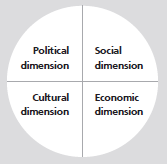 Political
dimension
Social
dimension
Cultural
dimension
Economic
dimension